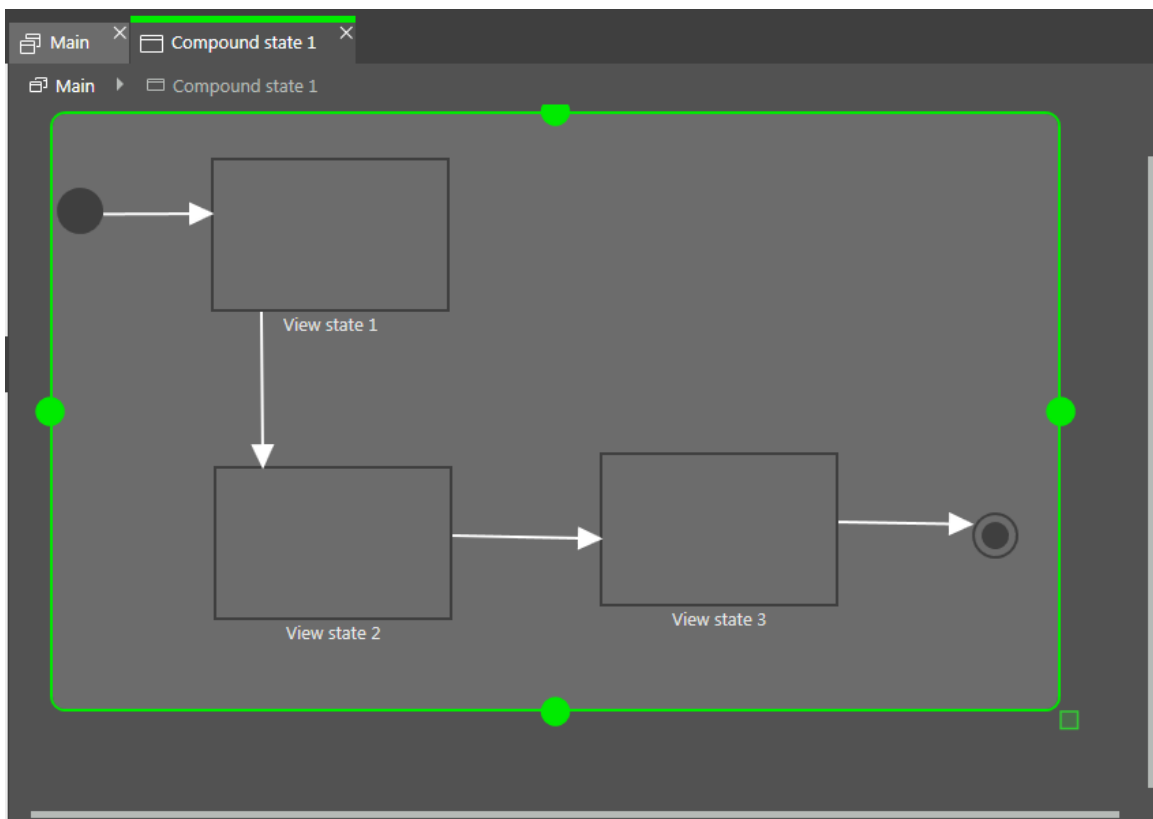 Main
Compound state 1
Main
Compound state 1
View state 1
View state 2
View state 3